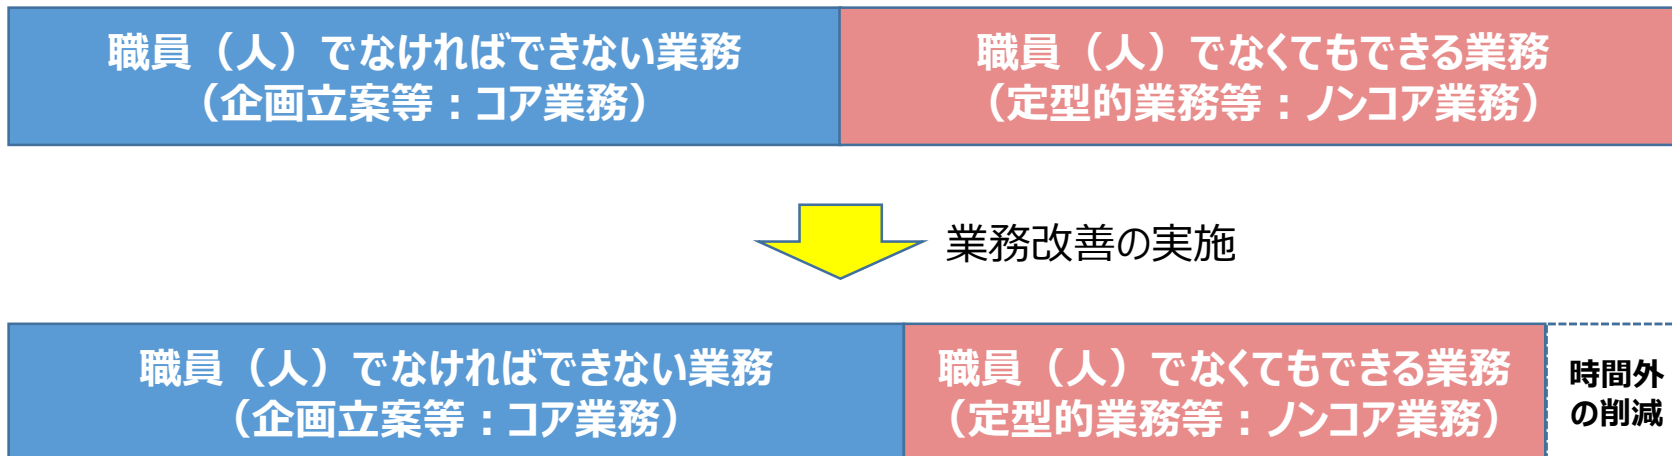 職員（人）でなければできない業務
（企画立案等：コア業務）
職員（人）でなくてもできる業務
（定型的業務等：ノンコア業務）
業務改善の実施
職員（人）でなければできない業務
（企画立案等：コア業務）
職員（人）でなくてもできる業務
（定型的業務等：ノンコア業務）
時間外
の削減